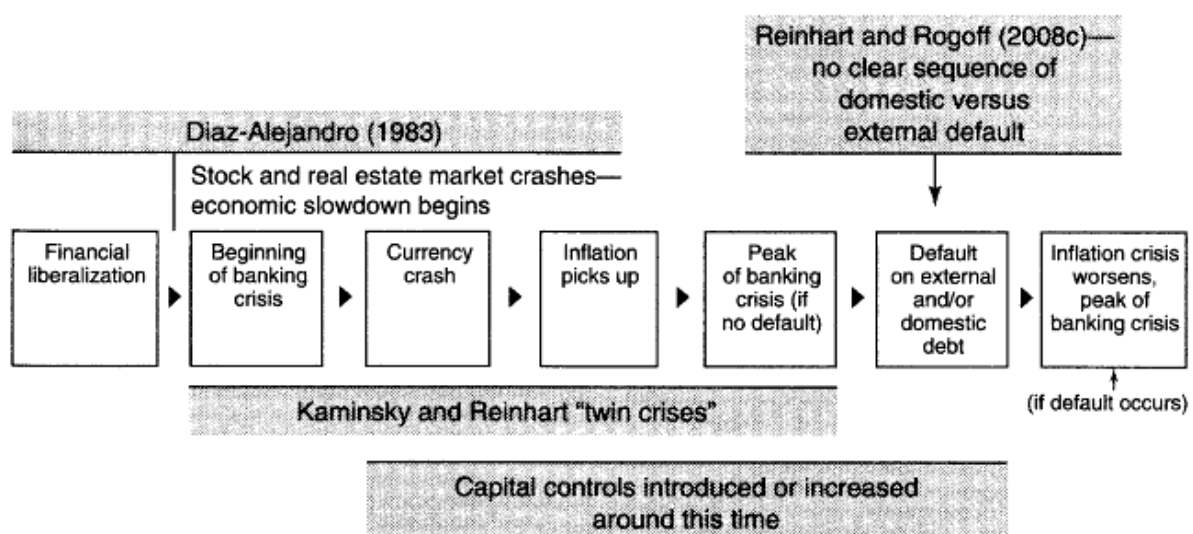 Reinhart and Rogoff (2008c)—
no clear sequence of
domestic versus
external default
Diaz-Alejandro (1983)
Stock and real estate market crashes—
economic slowdown begins
Financial
liberalization
Beginning
of banking
crisis
Currency
crash
Inflation
picks up
Peak
of banking
crisis (if
no default)
Default
on external
and/or
domestic
debt
Inflation crisis
worsens,
peak of
banking crisis
(if default occurs)
Kaminsky and Reinhart “twin crises”
Capital controls introduced or increased
around this time